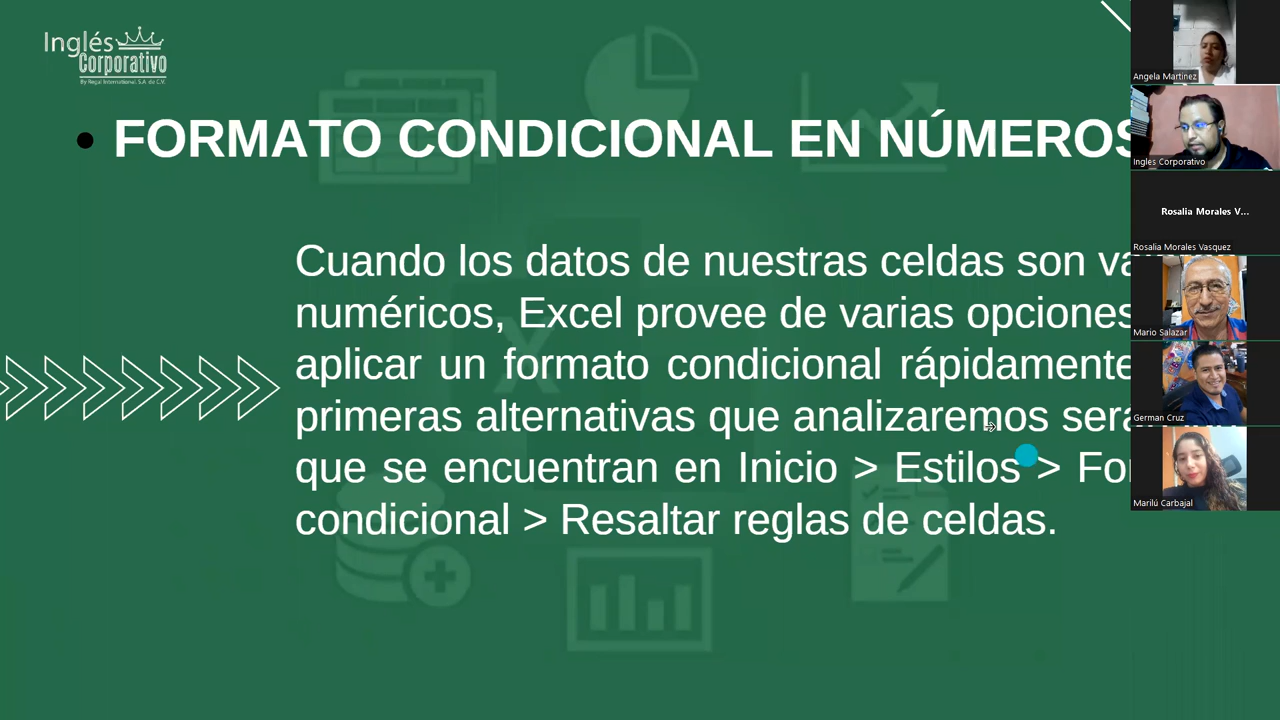 Inglés
Corporativo
By Regal International, S.A. de C.V.
• FORMATO CONDICIONAL EN NÚMEROS
Cuando los datos de nuestras celdas son va
numéricos, Excel provee de varias opciones
aplicar un formato condicional rápidamente
primeras alternativas que analizaremos será
que se encuentran en Inicio > Estilos > For
condicional > Resaltar reglas de celdas.
Angela Martinez
Ingles Corporativo
Rosalia Morales V...
Rosalia Morales Vasquez
Mario Salazar
German Cruz
Marilú Carbajal